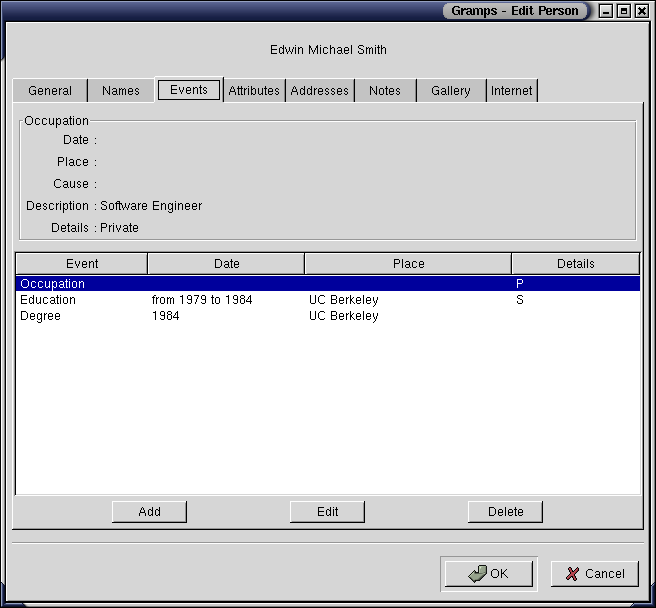 Gramps - Edit Person
Edwin Michael Smith
General Names Events Attributes Addresses Notes Gallery Internet
Occupation
Date :
Place :
Cause :
Description : Software Engineer
Details : Private
Event Date Place Details
Occupation P
Education from 1979 to 1984 UC Berkeley S
Degree 1984 UC Berkeley
Add Edit Delete
OK Cancel